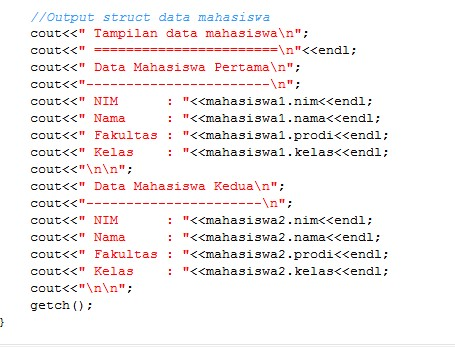 //Output struct data mahasiswa
cout<<" Tampilan data mahasiswa\n";
cout<<" ========================\n"<<endl;
cout<<" Data Mahasiswa Pertama\n";
cout<<"------------------------\n";
cout<<" NIM      : "<<mahasiswa1.nim<<endl;
cout<<" Nama     : "<<mahasiswa1.nama<<endl;
cout<<" Fakultas : "<<mahasiswa1.prodi<<endl;
cout<<" Kelas    : "<<mahasiswa1.kelas<<endl;
cout<<"\n\n";
cout<<" Data Mahasiswa Kedua\n";
cout<<"-----------------------\n";
cout<<" NIM      : "<<mahasiswa2.nim<<endl;
cout<<" Nama     : "<<mahasiswa2.nama<<endl;
cout<<" Fakultas : "<<mahasiswa2.prodi<<endl;
cout<<" Kelas    : "<<mahasiswa2.kelas<<endl;
cout<<"\n\n";
getch();
}